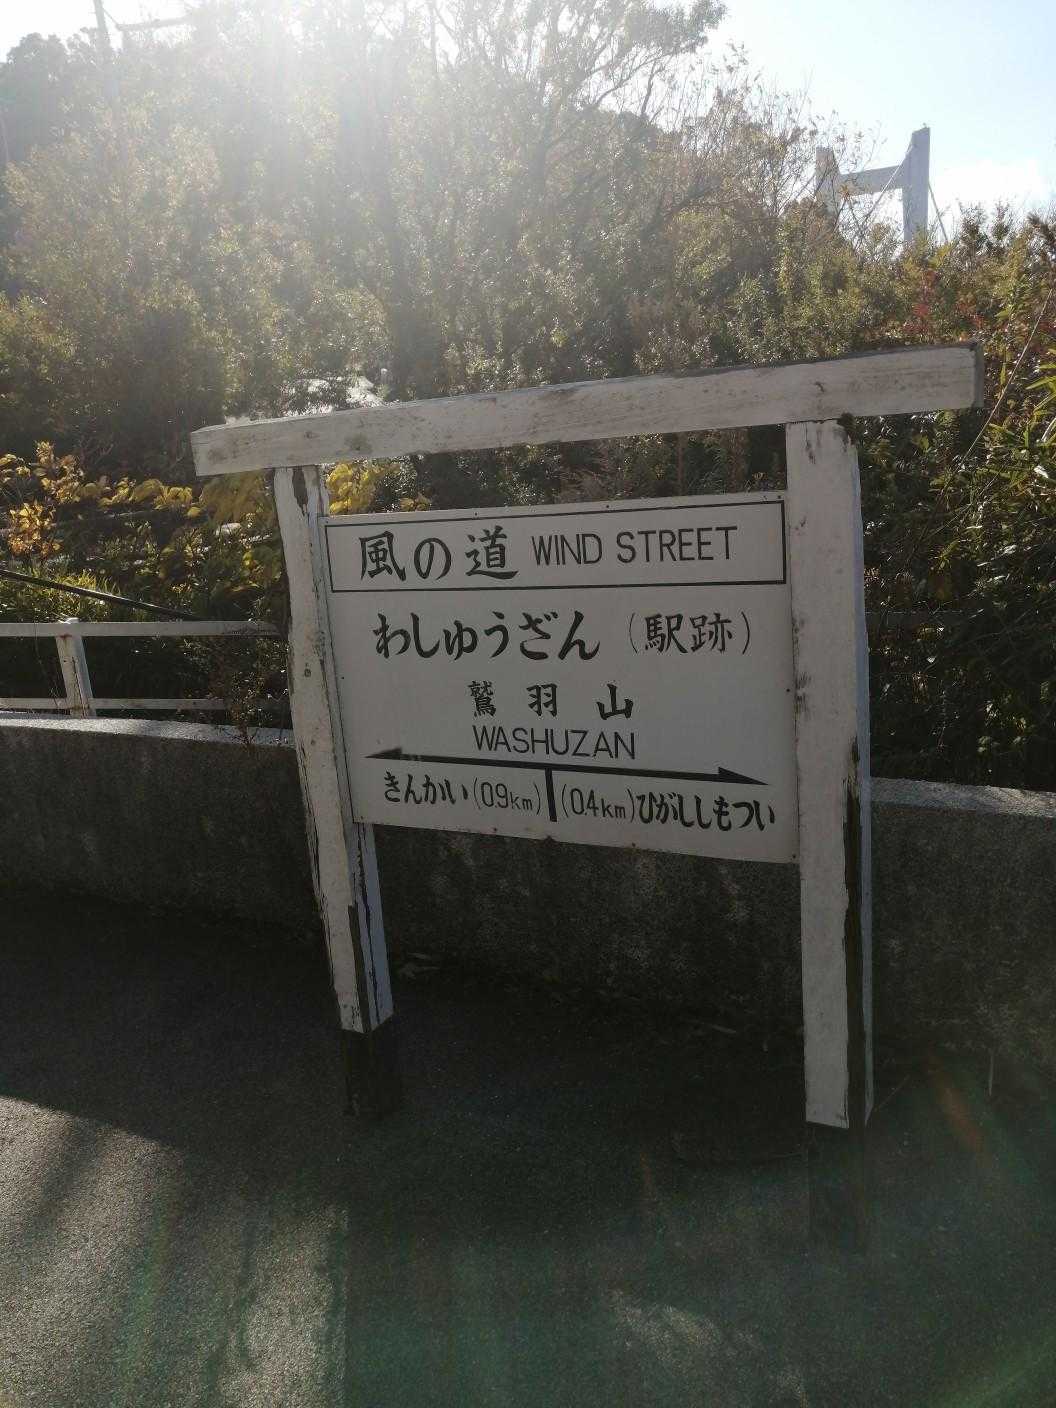 風の道 WIND STREET
わしゅうざん(駅跡)
鷲羽山
WASHUZAN
きんかい(0.9km) (0.4km)ひがししもつい